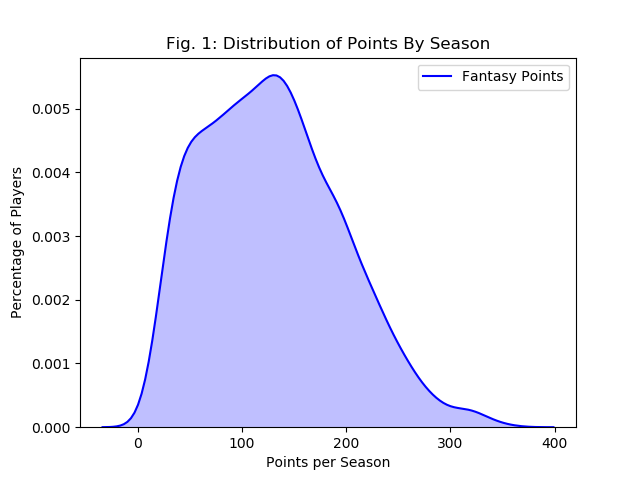 Fig. 1: Distribution of Points By Season
Fantasy Points
Percentage of Players
0.005
0.004
0.003
0.002
0.001
0.000
0 100 200 300 400
Points per Season